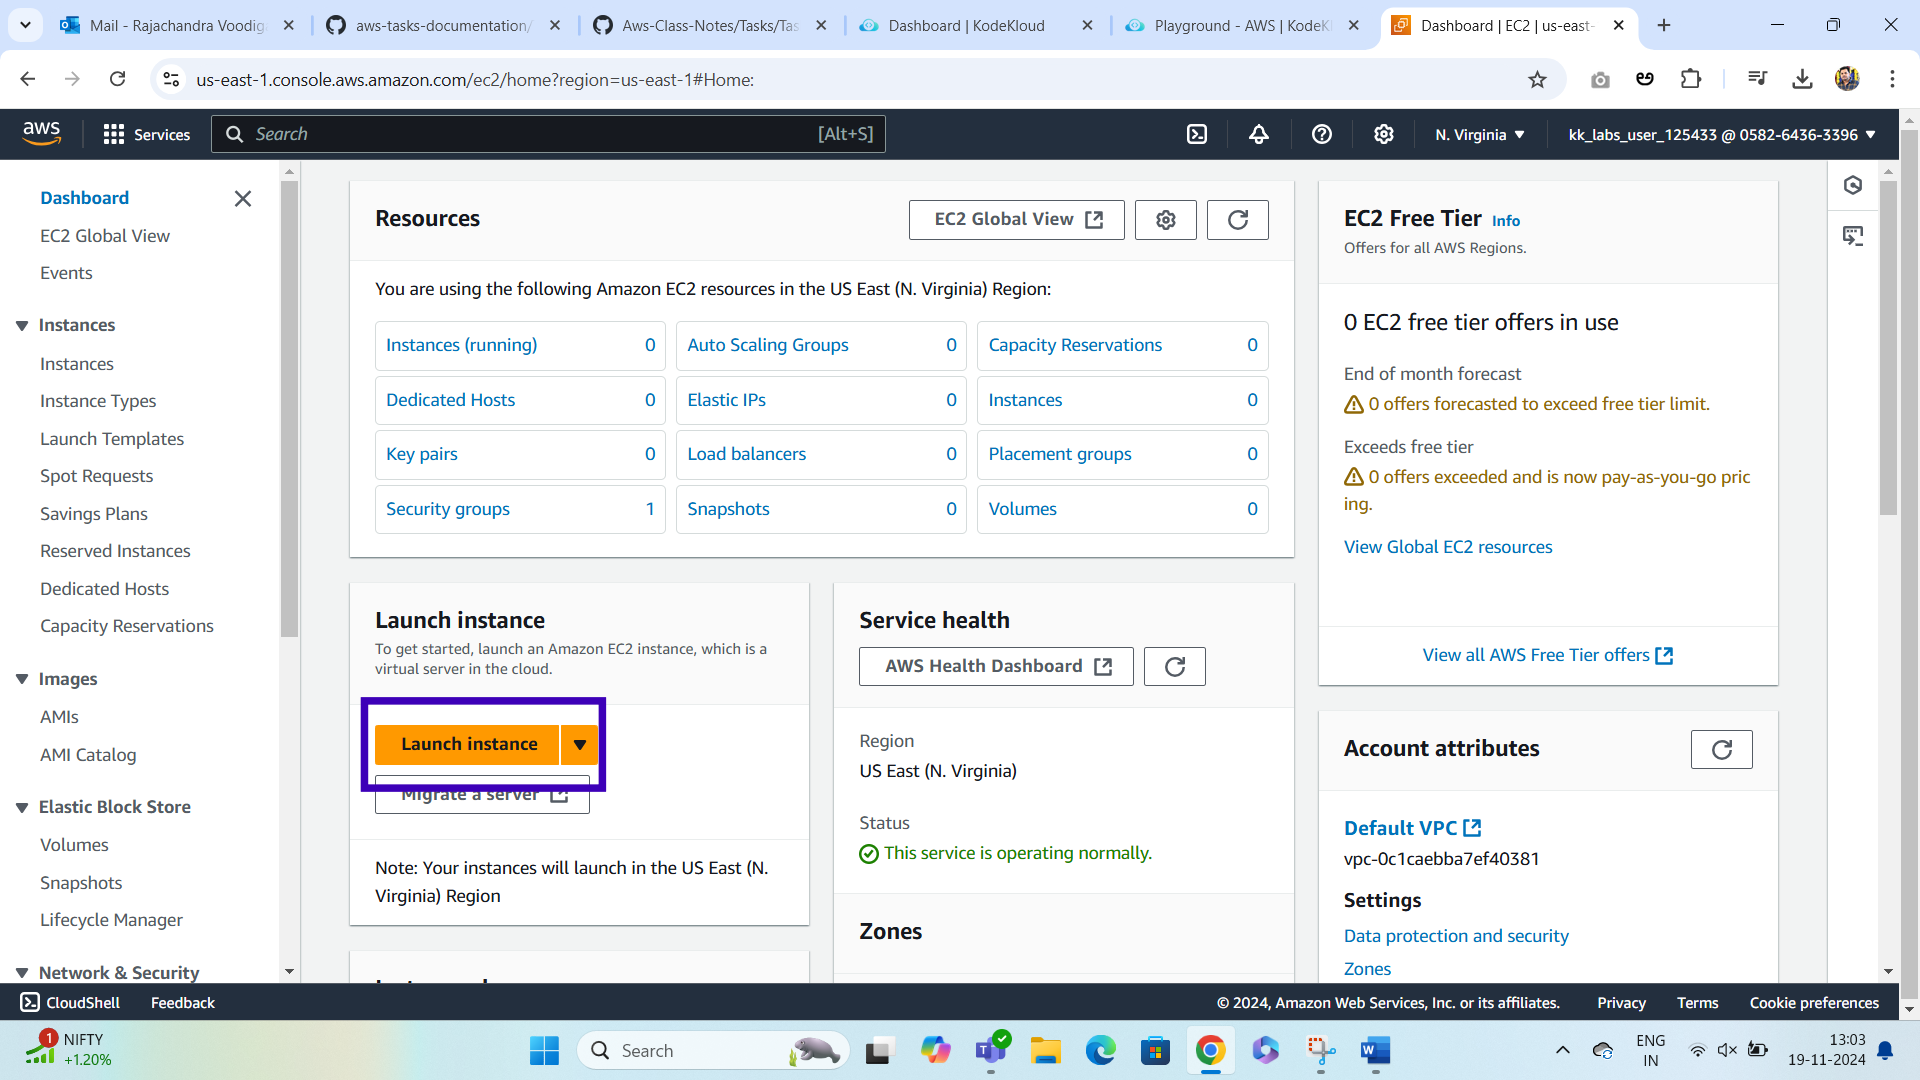 Mail - Rajachandra Voodig
aws-tasks-documentation/
Aws-Class-Notes/Tasks/Tas
Dashboard | KodeKloud
Playground - AWS | KodeKl
Dashboard | EC2 | us-east-
us-east-1.console.aws.amazon.com/ec2/home?region=us-east-1#Home:
aws
Services
Search
[Alt+S]
N. Virginia
kk_labs_user_125433 @ 0582-6436-3396
Dashboard
EC2 Global View
Events
Instances
Instances
Instance Types
Launch Templates
Spot Requests
Savings Plans
Reserved Instances
Dedicated Hosts
Capacity Reservations
Images
AMIs
AMI Catalog
Elastic Block Store
Volumes
Snapshots
Lifecycle Manager
Network & Security
Resources
EC2 Global View
You are using the following Amazon EC2 resources in the US East (N. Virginia) Region:
Instances (running) 0
Auto Scaling Groups 0
Capacity Reservations 0
Dedicated Hosts 0
Elastic IPs 0
Instances 0
Key pairs 0
Load balancers 0
Placement groups 0
Security groups 1
Snapshots 0
Volumes 0
Launch instance
To get started, launch an Amazon EC2 instance, which is a
virtual server in the cloud.
Launch instance
Migrate a server
Note: Your instances will launch in the US East (N.
Virginia) Region
Service health
AWS Health Dashboard
Region
US East (N. Virginia)
Status
This service is operating normally.
Zones
EC2 Free Tier Info
Offers for all AWS Regions.
0 EC2 free tier offers in use
End of month forecast
0 offers forecasted to exceed free tier limit.
Exceeds free tier
0 offers exceeded and is now pay-as-you-go pric
ing.
View Global EC2 resources
View all AWS Free Tier offers
Account attributes
Default VPC
vpc-0c1caebba7ef40381
Settings
Data protection and security
Zones
CloudShell
Feedback
© 2024, Amazon Web Services, Inc. or its affiliates.
Privacy
Terms
Cookie preferences
1
NIFTY
+1.20%
Search
ENG
IN
13:03
19-11-2024